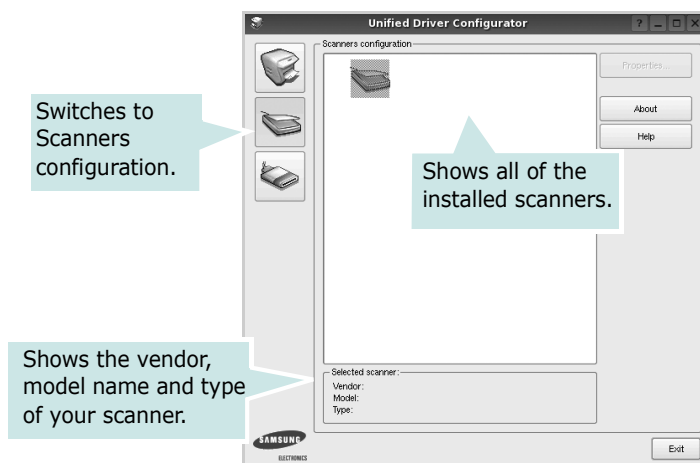 Unified Driver Configurator
Scanners configuration
Properties...
About
Help
Switches to
Scanners
configuration.
Shows all of the
installed scanners.
Shows the vendor,
model name and type
of your scanner.
Selected scanner:
Vendor:
Model:
Type:
SAMSUNG
ELECTRONICS
Exit